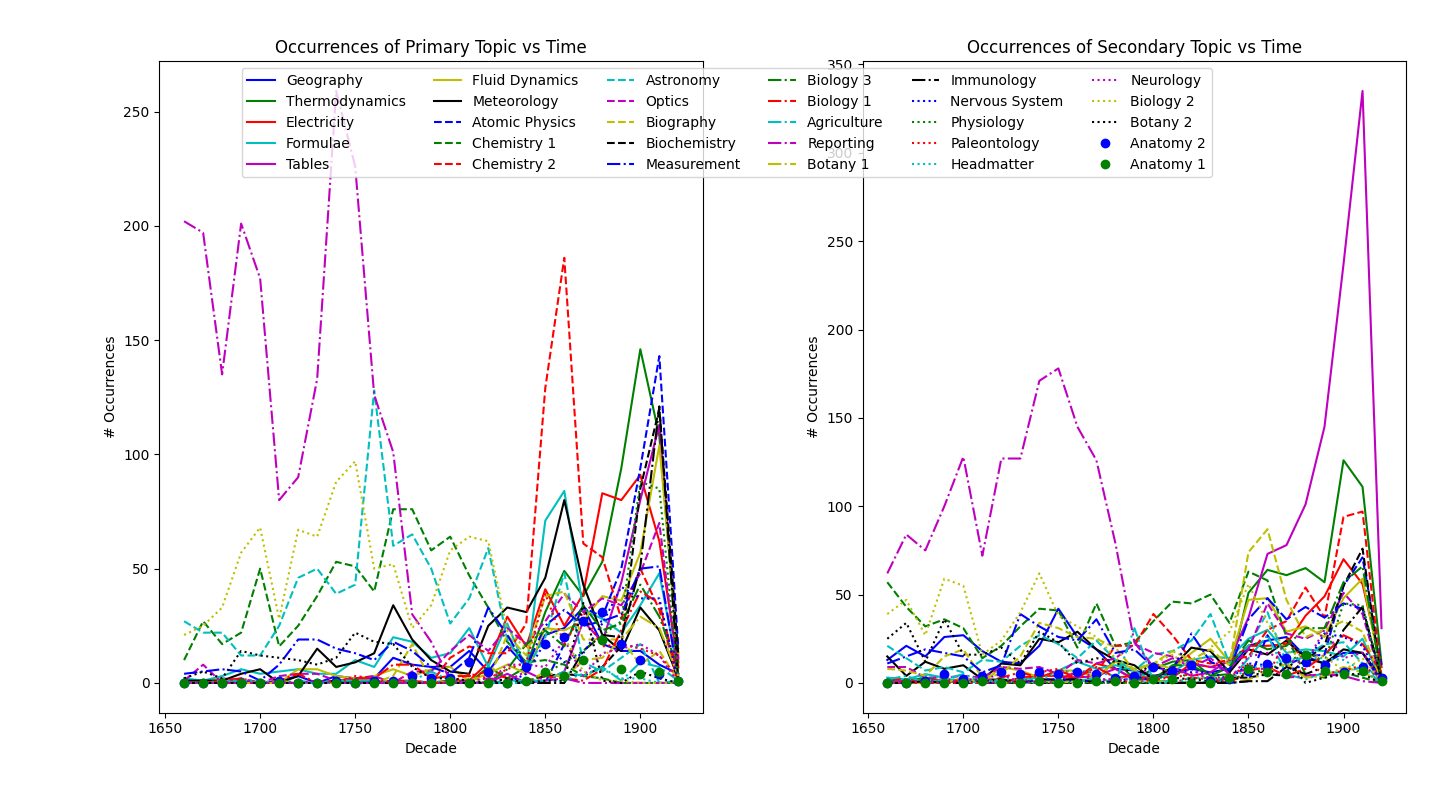 Occurrences of Primary Topic vs Time
Occurrences of Secondary Topic vs Time
Geography
Thermodynamics
Electricity
Formulae
Tables
Fluid Dynamics
Meteorology
Atomic Physics
Chemistry 1
Chemistry 2
Astronomy
Optics
Biography
Biochemistry
Measurement
Biology 3
Biology 1
Agriculture
Reporting
Botany 1
Immunology
Nervous System
Physiology
Paleontology
Headmatter
Neurology
Biology 2
Botany 2
Anatomy 2
Anatomy 1
# Occurrences
250
200
150
100
50
0
1650 1700 1750 1800 1850 1900
Decade
# Occurrences
350
300
250
200
150
100
50
0
1650 1700 1750 1800 1850 1900
Decade